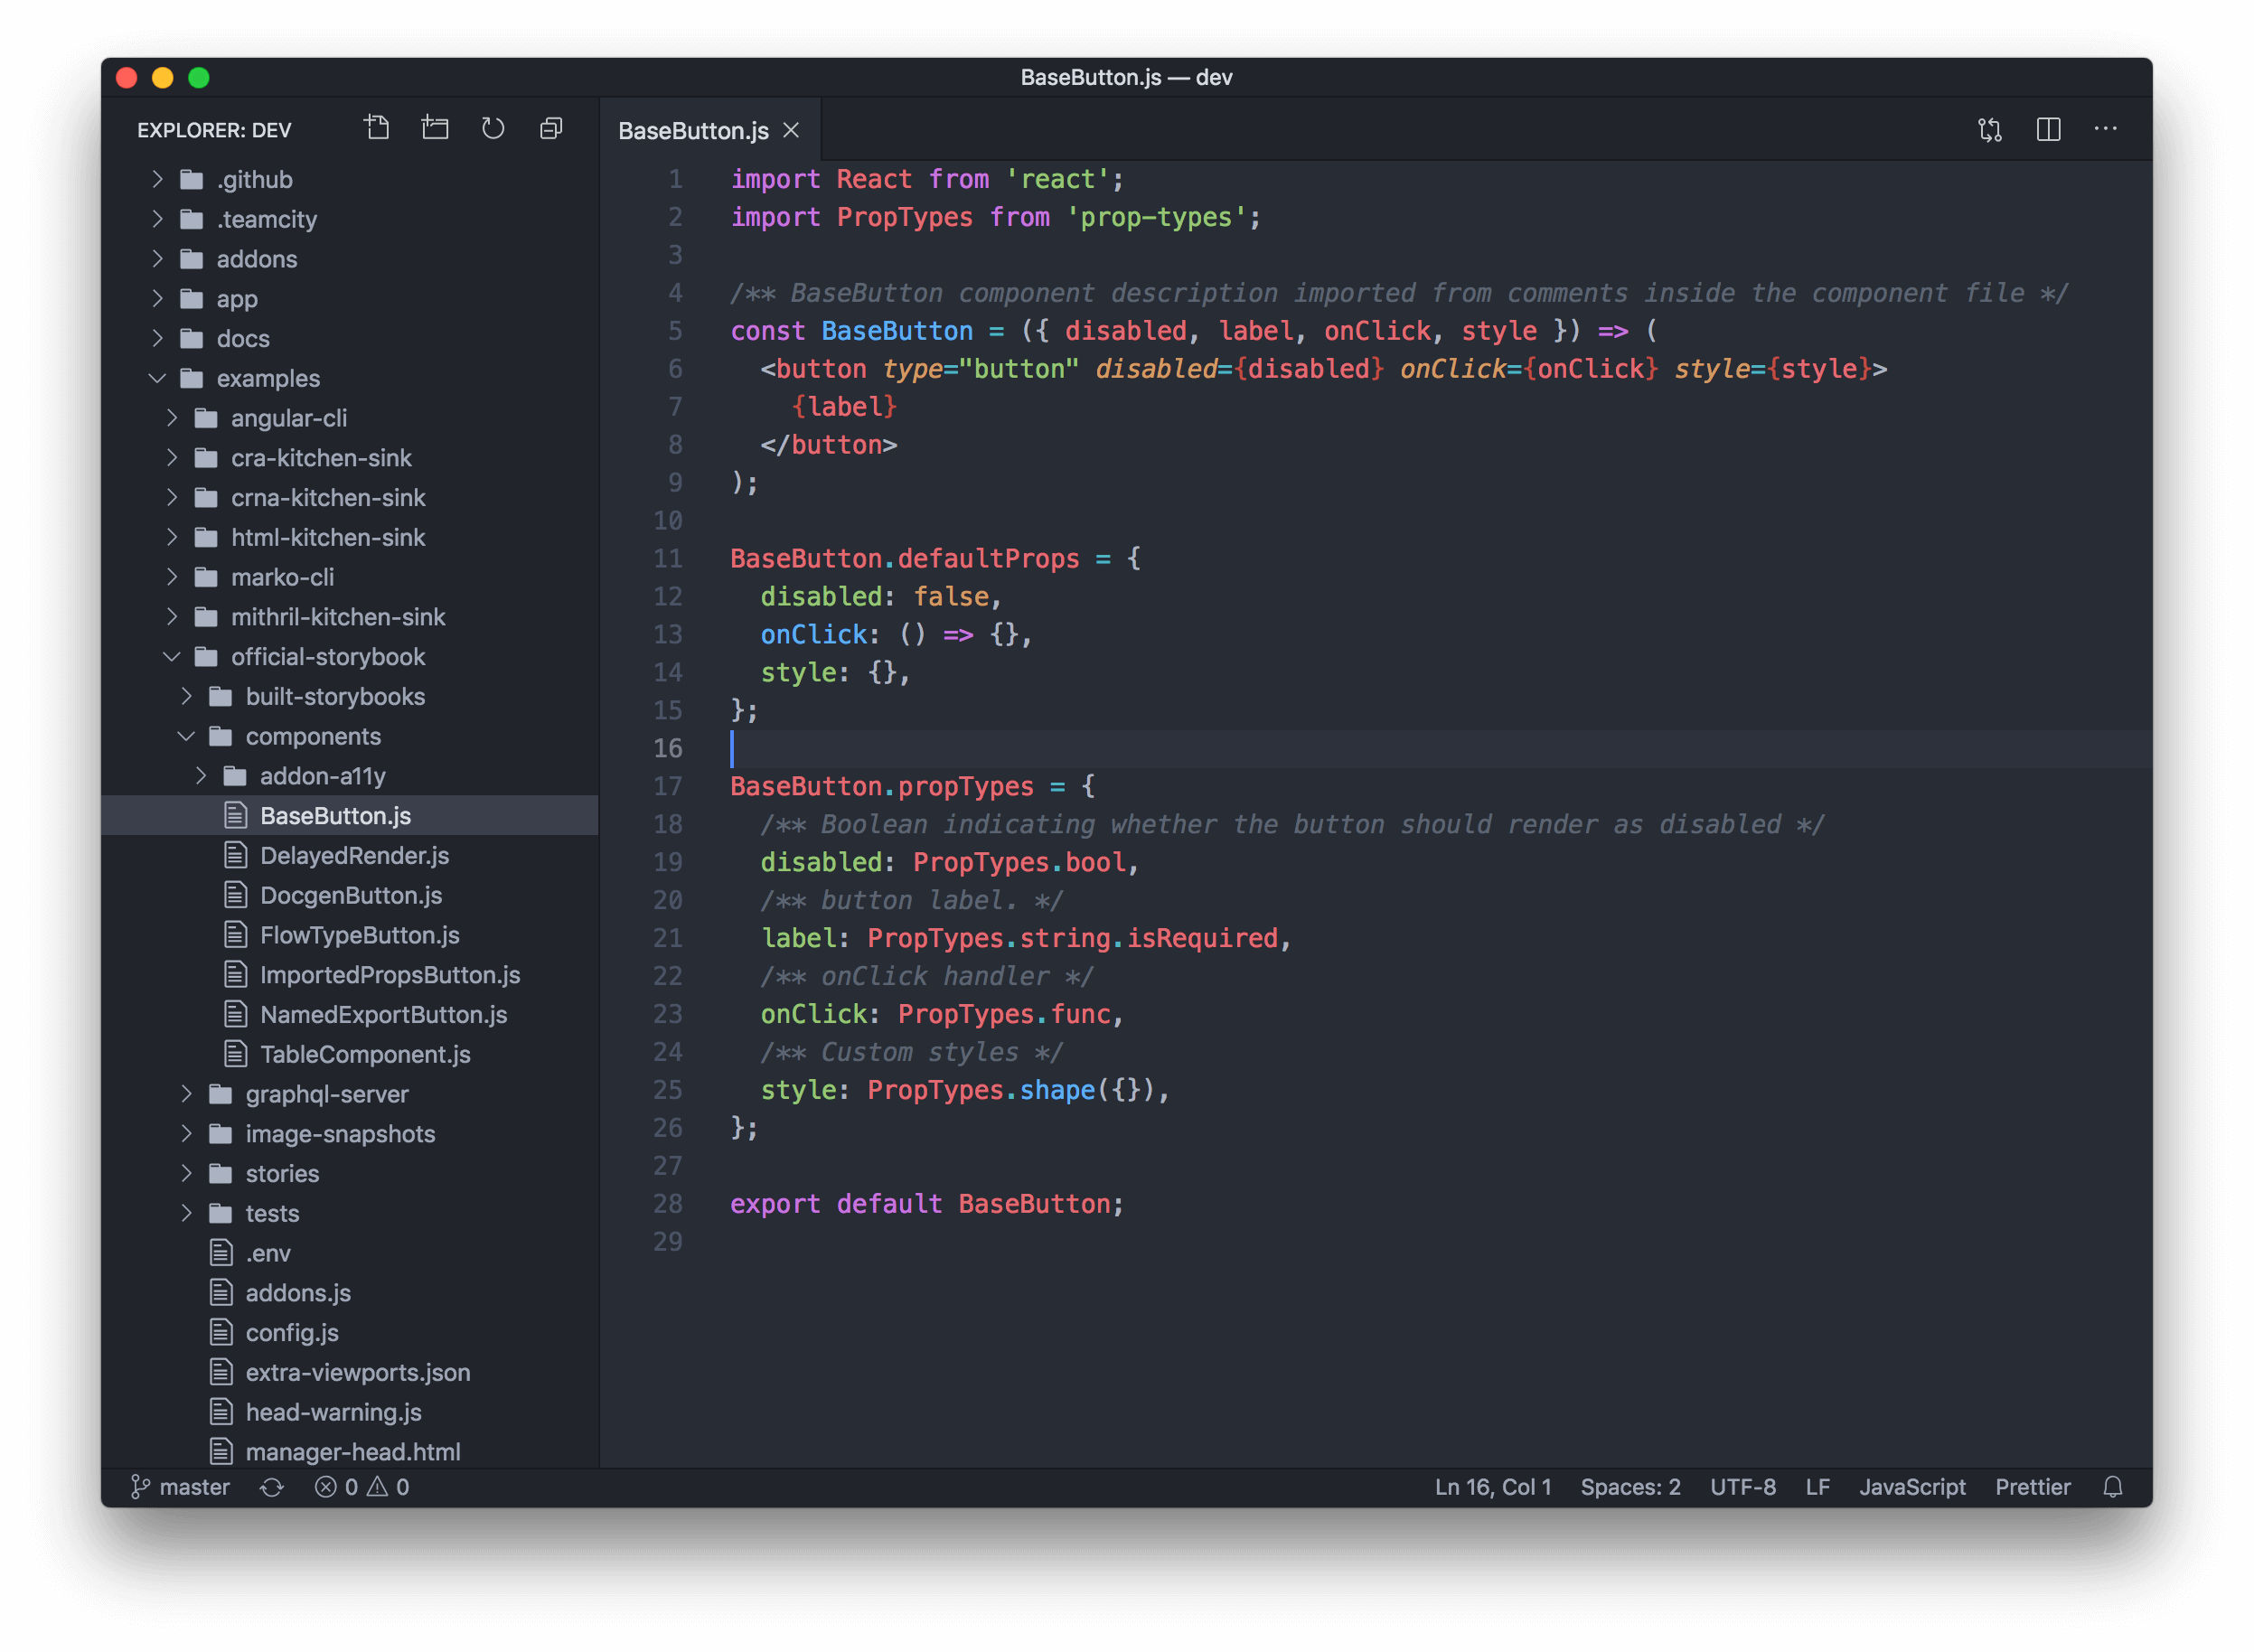 BaseButton.js — dev
EXPLORER: DEV
.github
.teamcity
addons
app
docs
examples
angular-cli
cra-kitchen-sink
crna-kitchen-sink
html-kitchen-sink
marko-cli
mithril-kitchen-sink
official-storybook
built-storybooks
components
addon-a11y
BaseButton.js
DelayedRender.js
DocgenButton.js
FlowTypeButton.js
ImportedPropsButton.js
NamedExportButton.js
TableComponent.js
graphql-server
image-snapshots
stories
tests
.env
addons.js
config.js
extra-viewports.json
head-warning.js
manager-head.html
BaseButton.js
1 import React from 'react';
2 import PropTypes from 'prop-types';
3
4 /** BaseButton component description imported from comments inside the component file */
5 const BaseButton = ({ disabled, label, onClick, style }) => (
6   <button type="button" disabled={disabled} onClick={onClick} style={style}>
7     {label}
8   </button>
9 );
10
11 BaseButton.defaultProps = {
12   disabled: false,
13   onClick: () => {},
14   style: {},
15 };
16
17 BaseButton.propTypes = {
18   /** Boolean indicating whether the button should render as disabled */
19   disabled: PropTypes.bool,
20   /** button label. */
21   label: PropTypes.string.isRequired,
22   /** onClick handler */
23   onClick: PropTypes.func,
24   /** Custom styles */
25   style: PropTypes.shape({}),
26 };
27
28 export default BaseButton;
29
master 0 0 Ln 16, Col 1 Spaces: 2 UTF-8 LF JavaScript Prettier